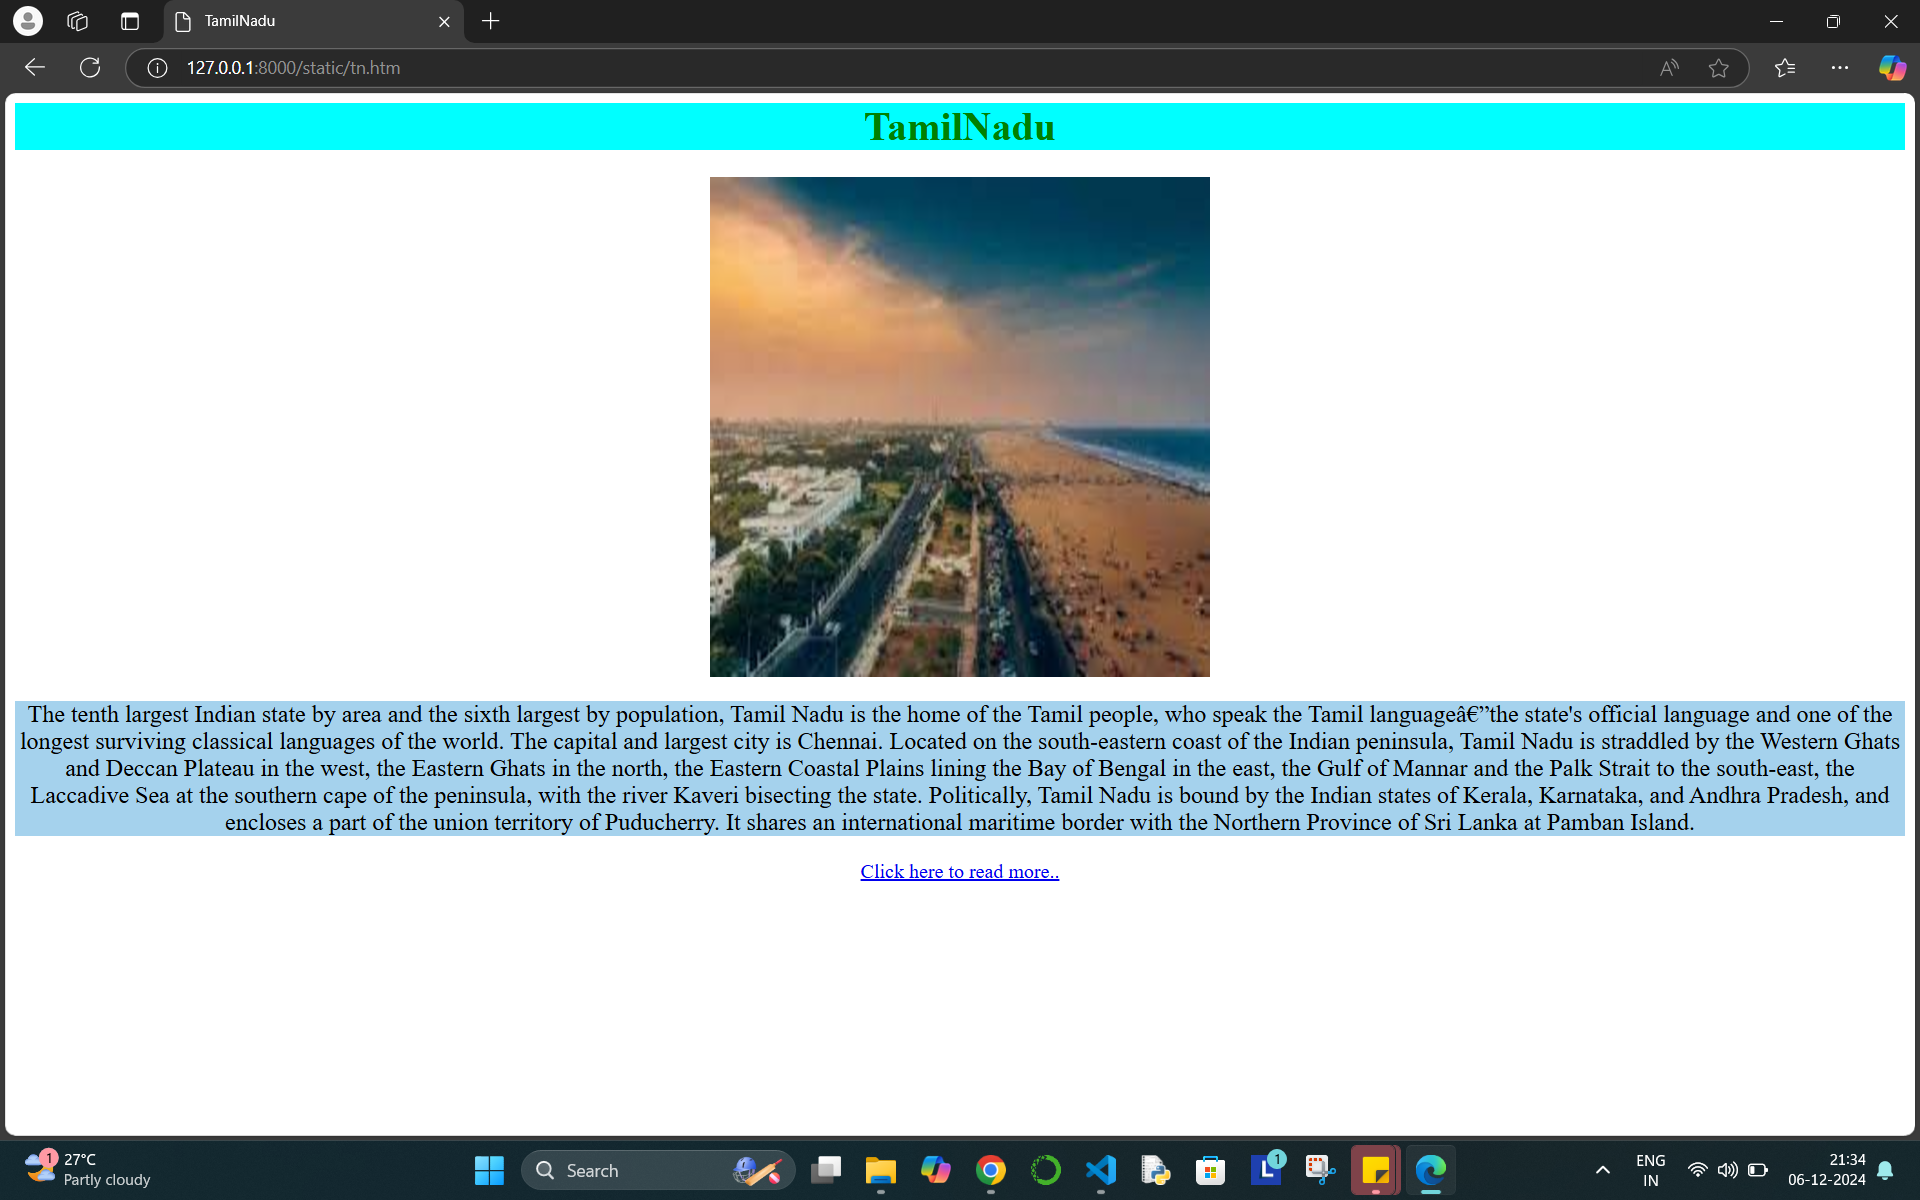 TamilNadu
127.0.0.1:8000/static/tn.htm
TamilNadu
The tenth largest Indian state by area and the sixth largest by population, Tamil Nadu is the home of the Tamil people, who speak the Tamil languageâ€”the state's official language and one of the
longest surviving classical languages of the world. The capital and largest city is Chennai. Located on the south-eastern coast of the Indian peninsula, Tamil Nadu is straddled by the Western Ghats
and Deccan Plateau in the west, the Eastern Ghats in the north, the Eastern Coastal Plains lining the Bay of Bengal in the east, the Gulf of Mannar and the Palk Strait to the south-east, the
Laccadive Sea at the southern cape of the peninsula, with the river Kaveri bisecting the state. Politically, Tamil Nadu is bound by the Indian states of Kerala, Karnataka, and Andhra Pradesh, and
encloses a part of the union territory of Puducherry. It shares an international maritime border with the Northern Province of Sri Lanka at Pamban Island.
Click here to read more..
1
27°C
Partly cloudy
Search
L
1
ENG
IN
21:34
06-12-2024